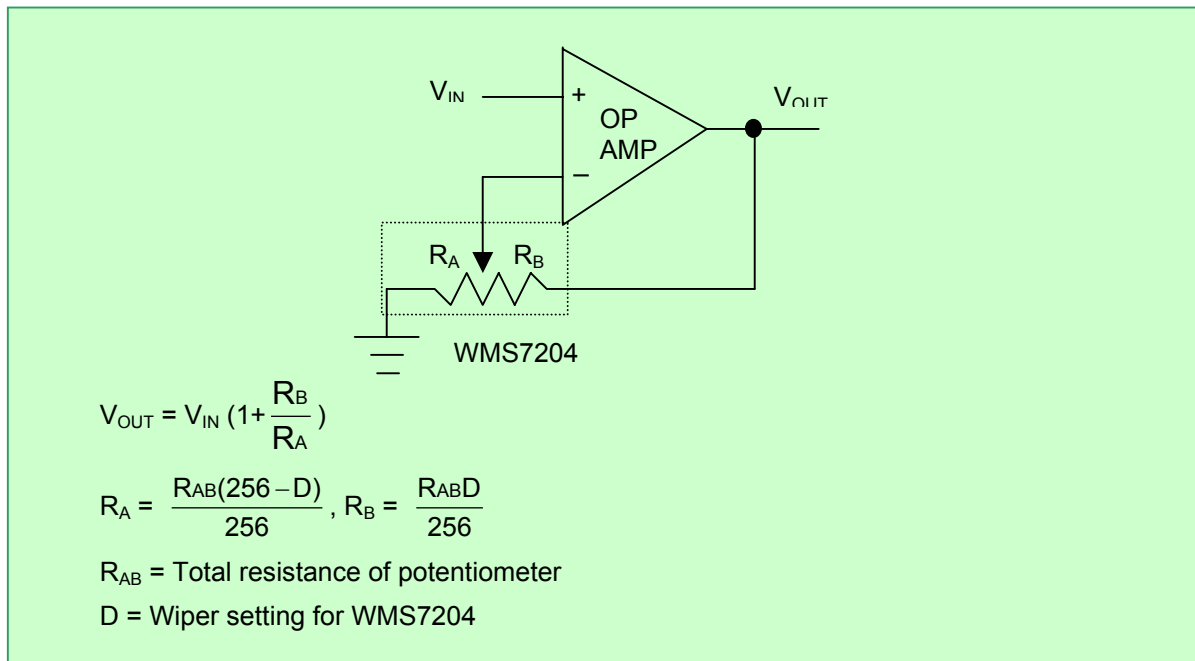 V_IN
+
V_OUT
OP
AMP
−
R_A
R_B
WMS7204
V_OUT = V_IN (1+ R_B/R_A )
R_A = R_AB(256 − D)/256 , R_B = R_ABD/256
R_AB = Total resistance of potentiometer
D = Wiper setting for WMS7204